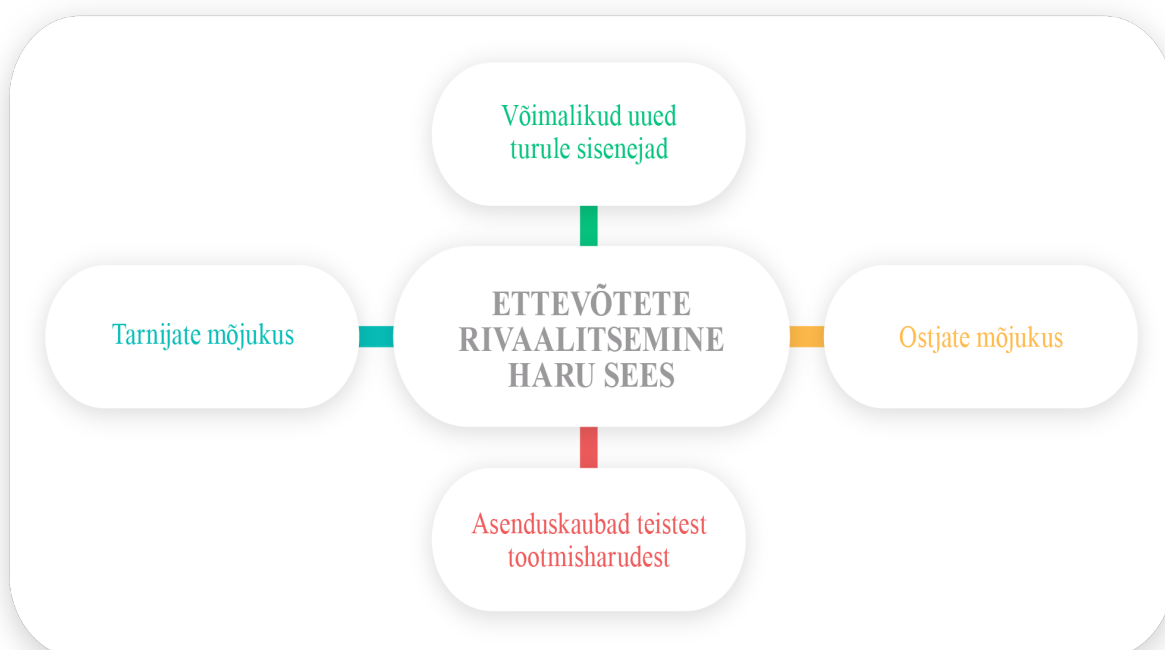 Võimalikud uued
turule sisenejad
Tarnijate mõjukus
ETTEVÕTETE
RIVAALITSEMINE
HARU SEES
Ostjate mõjukus
Asenduskaubad teistest
tootmisharudest